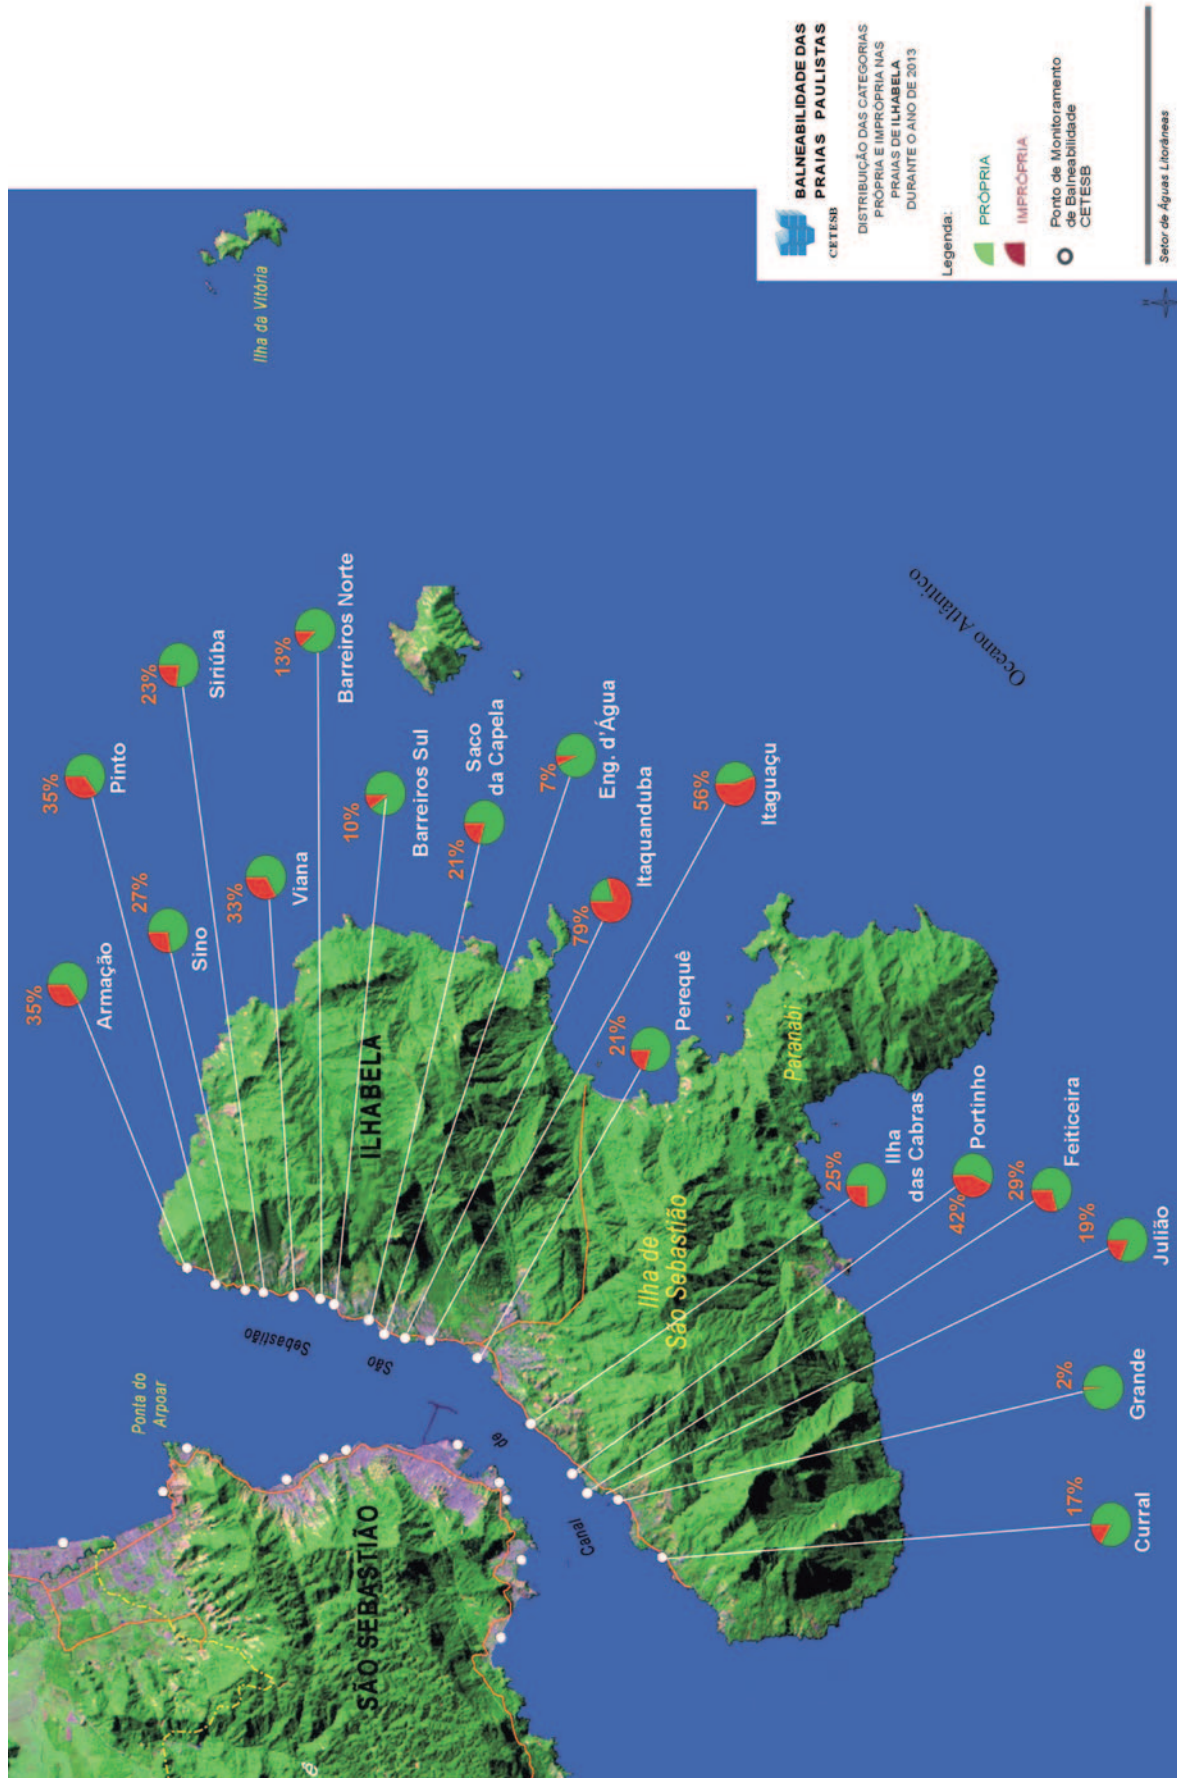 BALNEABILIDADE DAS
PRAIAS PAULISTAS
CETESB
DISTRIBUIÇÃO DAS CATEGORIAS
PRÓPRIA E IMPRÓPRIA NAS
PRAIAS DE ILHABELA
DURANTE O ANO DE 2013
Legenda:
PRÓPRIA
IMPRÓPRIA
Ponto de Monitoramento
de Balneabilidade
CETESB
Setor de Águas Litorâneas
N
Ilha da Vitória
35%
Armação
35%
Pinto
27%
Sino
23%
Siriúba
33%
Viana
13%
Barreiros Norte
10%
Barreiros Sul
21%
Saco
da Capela
7%
Eng. d'Água
79%
Itaquanduba
56%
Itaguaçu
21%
Perequê
25%
Ilha
das Cabras
42%
Portinho
29%
Feiticeira
19%
Julião
2%
Grande
17%
Curral
ILHABELA
Ilha de
São Sebastião
Paranabi
Oceano Atlântico
Ponta do
Arpoar
SÃO SEBASTIÃO
Canal
de
São
Sebastião
ê